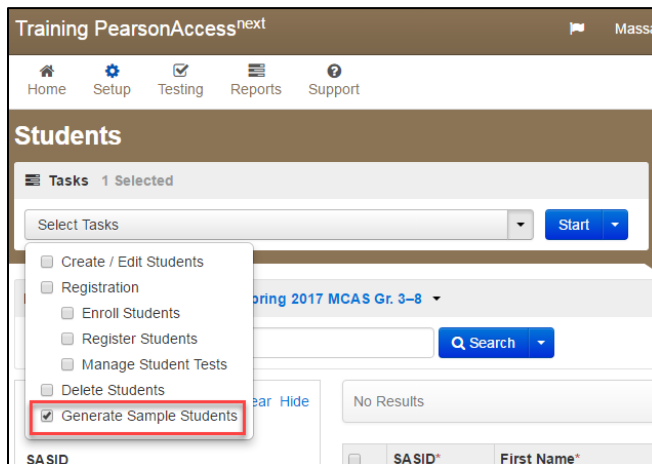 Training PearsonAccessnext
Massa
Home Setup Testing Reports Support
Students
Tasks 1 Selected
Select Tasks Start
Create / Edit Students
Registration
Enroll Students
Register Students
Manage Student Tests
Delete Students
Generate Sample Students
pring 2017 MCAS Gr. 3–8
Search
ear Hide
No Results
SASID
SASID* First Name*